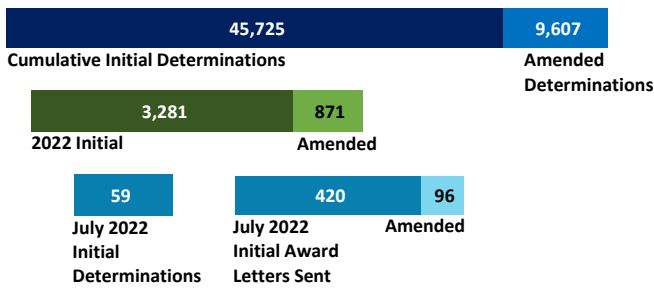 45,725 9,607
Cumulative Initial Determinations Amended
Determinations
3,281 871
2022 Initial Amended
59 420 96
July 2022 July 2022 Amended
Initial Initial Award
Determinations Letters Sent